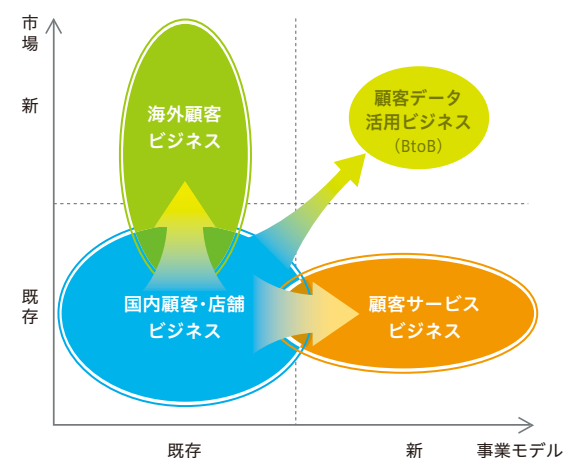 市場
新
既存
海外顧客
ビジネス
顧客データ
活用ビジネス
（BtoB）
国内顧客・店舗
ビジネス
顧客サービス
ビジネス
既存
新
事業モデル